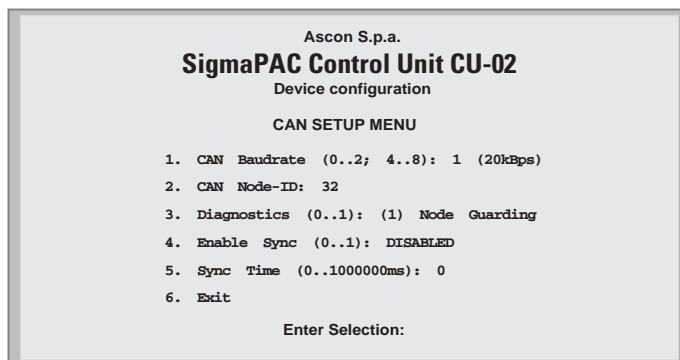 Ascon S.p.a.
SigmaPAC Control Unit CU-02
Device configuration
CAN SETUP MENU
1. CAN Baudrate (0..2; 4..8): 1 (20kBps)
2. CAN Node-ID: 32
3. Diagnostics (0..1): (1) Node Guarding
4. Enable Sync (0..1): DISABLED
5. Sync Time (0..1000000ms): 0
6. Exit
Enter Selection: